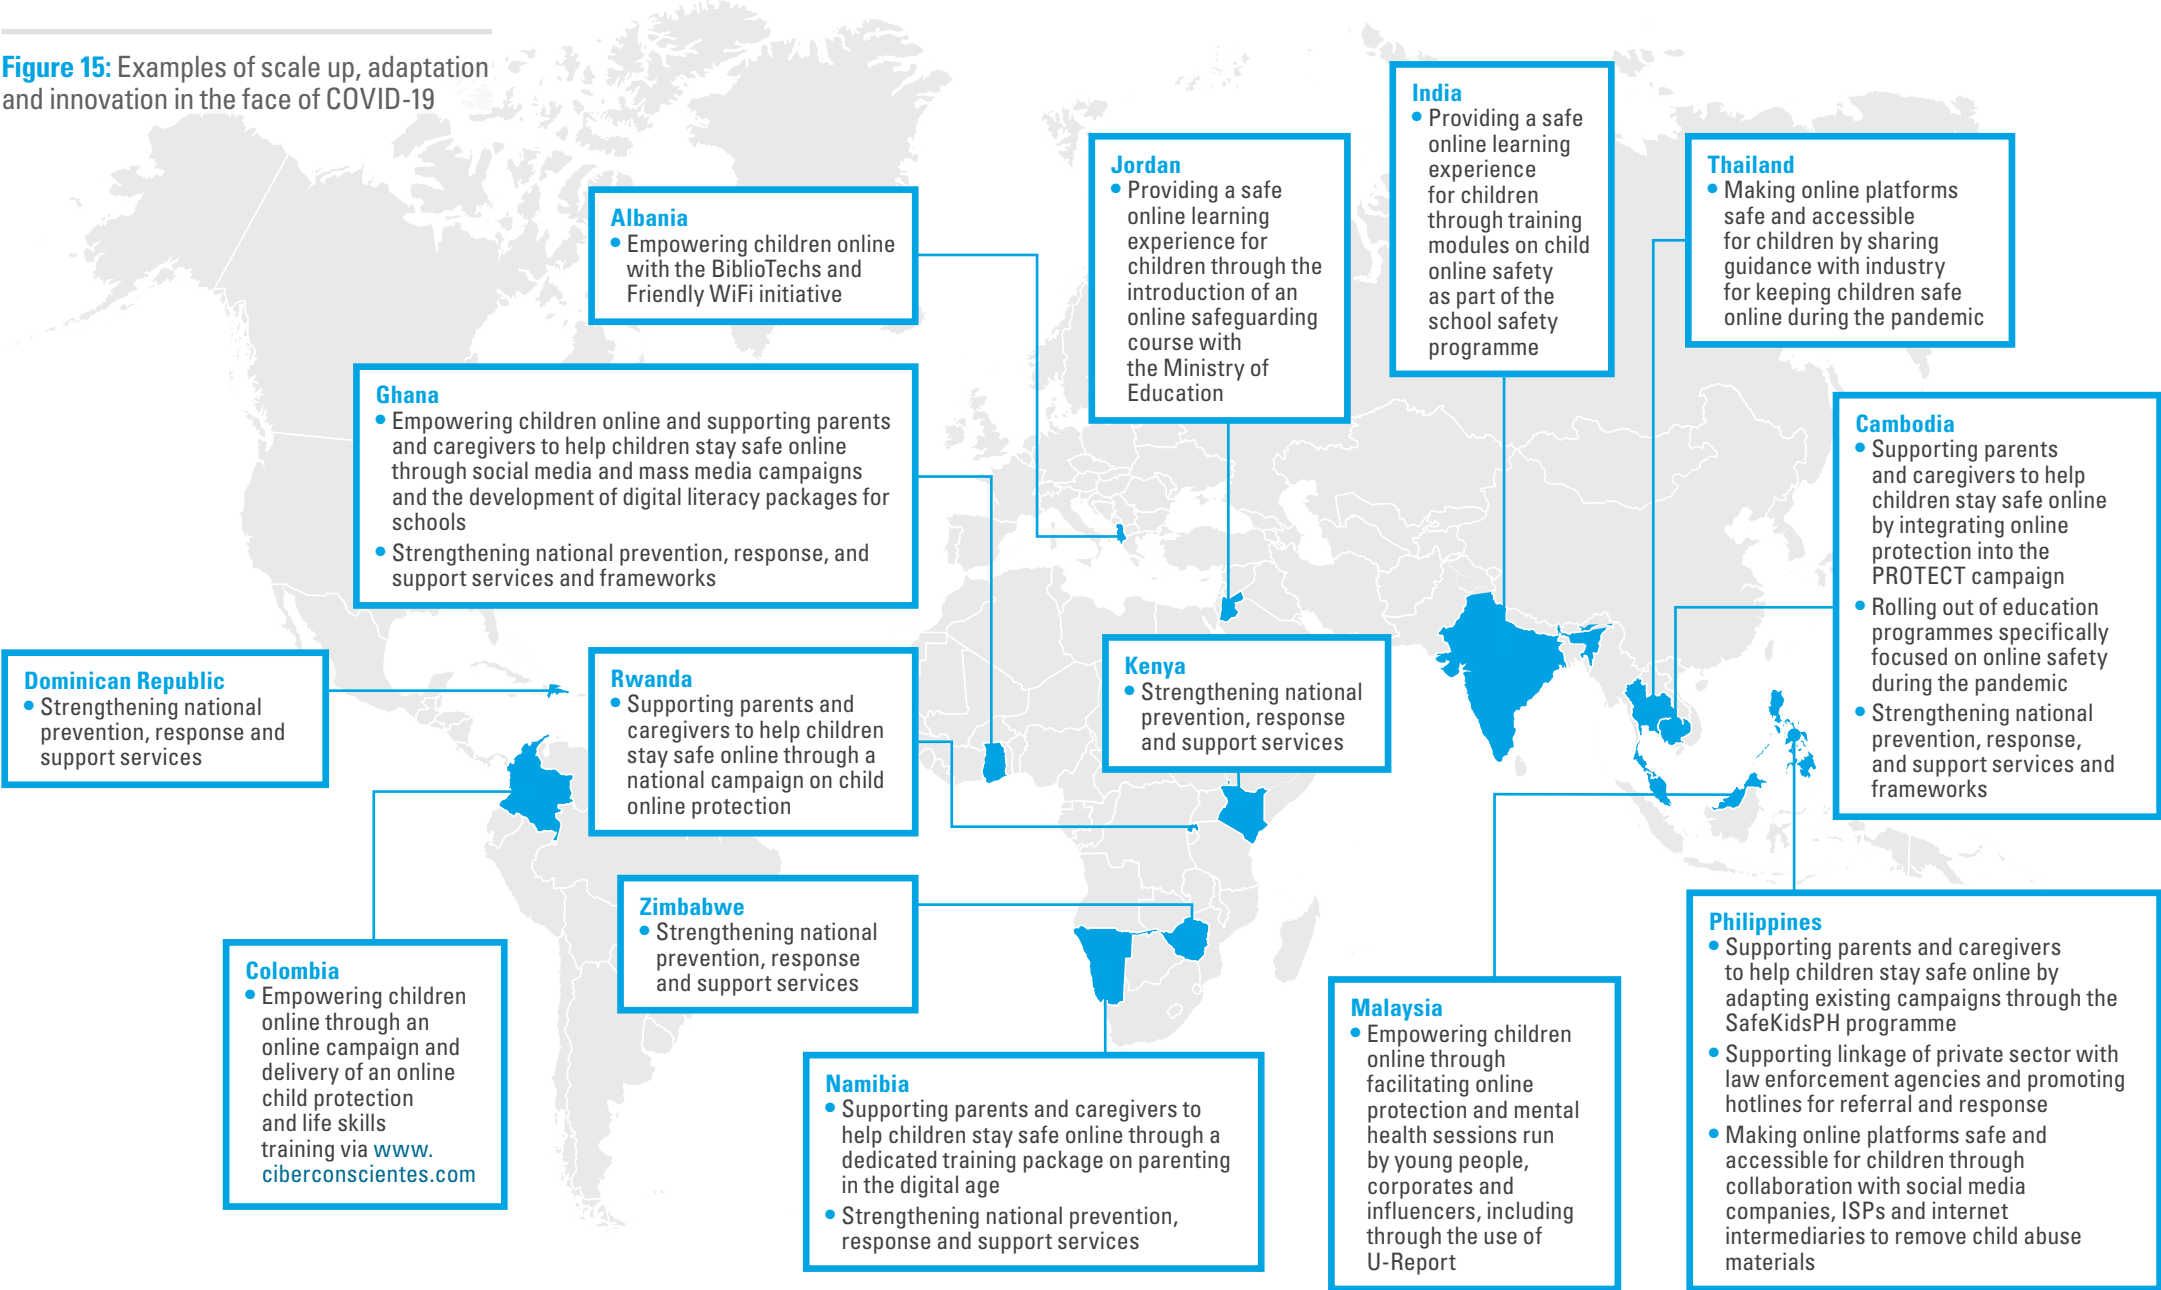 Figure 15: Examples of scale up, adaptation
and innovation in the face of COVID-19
India
• Providing a safe
online learning
experience
for children
through training
modules on child
online safety
as part of the
school safety
programme
Jordan
• Providing a safe
online learning
experience for
children through the
introduction of an
online safeguarding
course with
the Ministry of
Education
Thailand
• Making online platforms
safe and accessible
for children by sharing
guidance with industry
for keeping children safe
online during the pandemic
Albania
• Empowering children online
with the BiblioTechs and
Friendly WiFi initiative
Ghana
• Empowering children online and supporting parents
and caregivers to help children stay safe online
through social media and mass media campaigns
and the development of digital literacy packages for
schools
• Strengthening national prevention, response, and
support services and frameworks
Cambodia
• Supporting parents
and caregivers to help
children stay safe online
by integrating online
protection into the
PROTECT campaign
• Rolling out of education
programmes specifically
focused on online safety
during the pandemic
• Strengthening national
prevention, response,
and support services and
frameworks
Dominican Republic
• Strengthening national
prevention, response and
support services
Rwanda
• Supporting parents and
caregivers to help children
stay safe online through a
national campaign on child
online protection
Kenya
• Strengthening national
prevention, response
and support services
Zimbabwe
• Strengthening national
prevention, response
and support services
Colombia
• Empowering children
online through an
online campaign and
delivery of an online
child protection
and life skills
training via www.
ciberconscientes.com
Namibia
• Supporting parents and caregivers to
help children stay safe online through a
dedicated training package on parenting
in the digital age
• Strengthening national prevention,
response and support services
Malaysia
• Empowering children
online through
facilitating online
protection and mental
health sessions run
by young people,
corporates and
influencers, including
through the use of
U-Report
Philippines
• Supporting parents and caregivers
to help children stay safe online by
adapting existing campaigns through the
SafeKidsPH programme
• Supporting linkage of private sector with
law enforcement agencies and promoting
hotlines for referral and response
• Making online platforms safe and
accessible for children through
collaboration with social media
companies, ISPs and internet
intermediaries to remove child abuse
materials